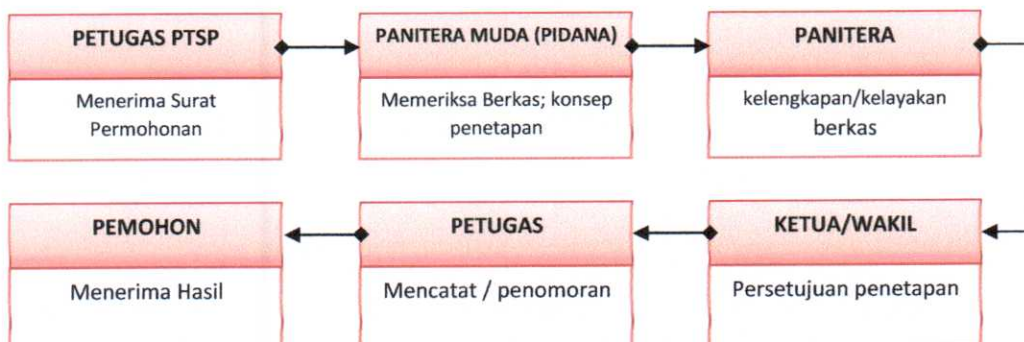 PETUGAS PTSP
Menerima Surat
Permohonan
PANITERA MUDA (PIDANA)
Memeriksa Berkas; konsep
penetapan
PANITERA
kelengkapan/kelayakan
berkas
PEMOHON
Menerima Hasil
PETUGAS
Mencatat / penomoran
KETUA/WAKIL
Persetujuan penetapan